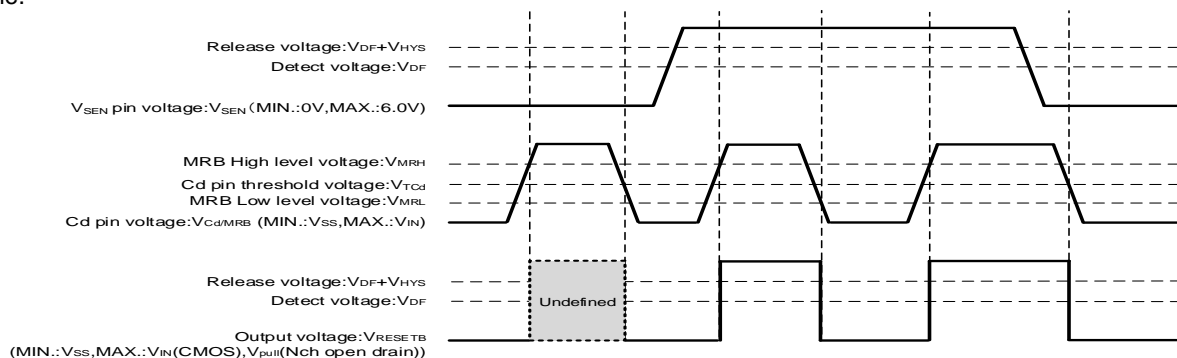 Release voltage:VDF+VHYS
Detect voltage:VDF
VSEN pin voltage:VSEN(MIN.:0V,MAX.:6.0V)
MRB High level voltage:VMRH
Cd pin threshold voltage:VTCd
MRB Low level voltage:VMRL
Cd pin voltage:VCd/MRB (MIN.:VSS,MAX.:VIN)
Release voltage:VDF+VHYS
Detect voltage:VDF
Undefined
Output voltage:VRESETB
(MIN.:VSS,MAX.:VIN(CMOS),Vpull(Nch open drain))